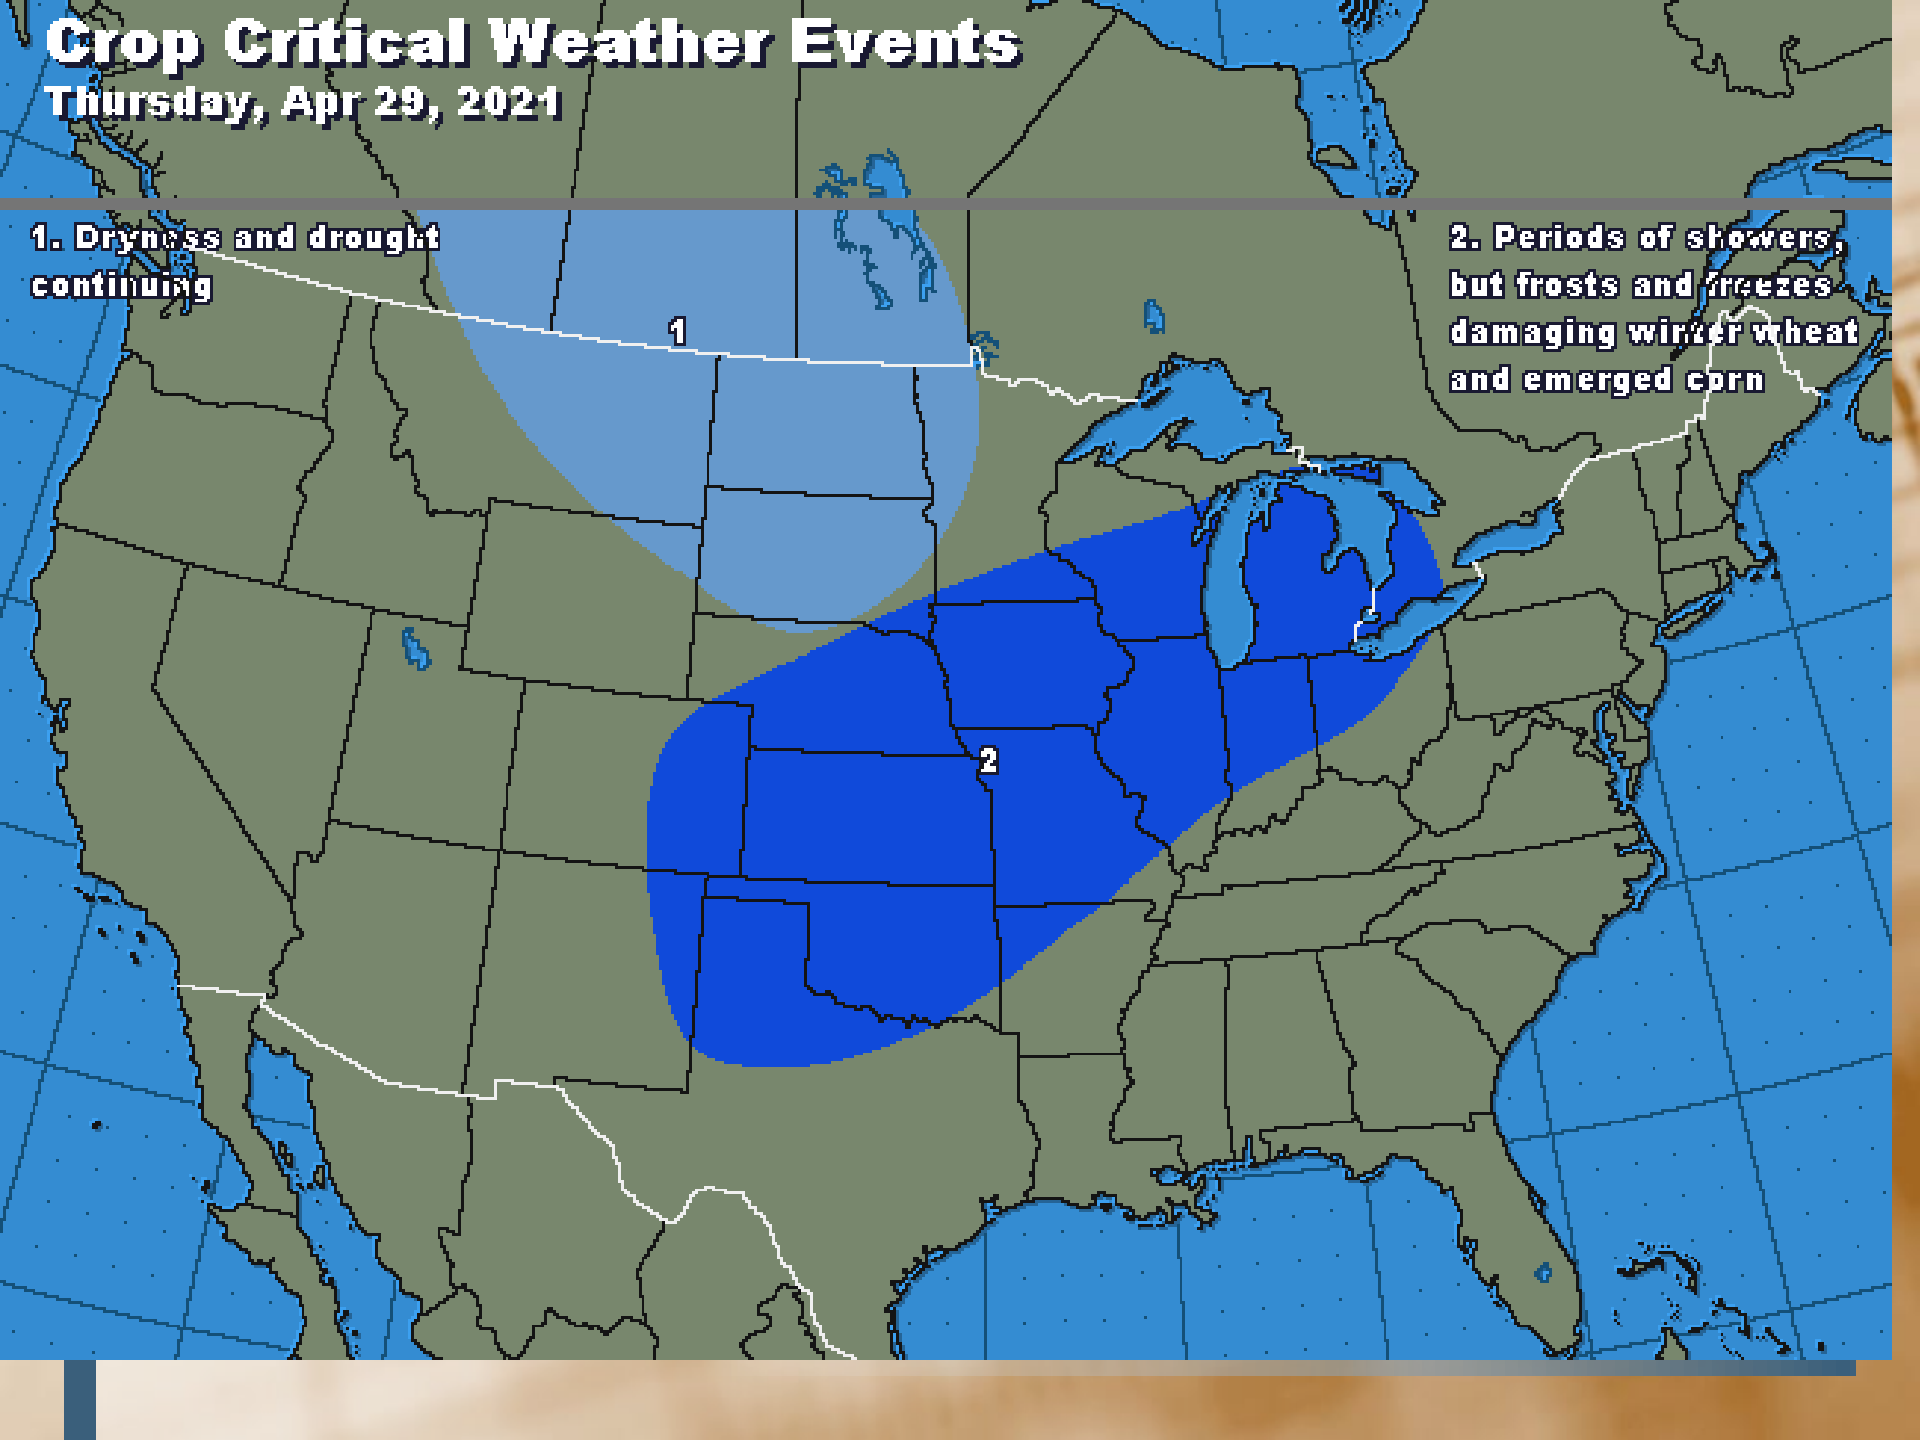 Crop Critical Weather Events
Thursday, Apr 29, 2021
1. Dryness and drought
continuing
2. Periods of showers,
but frosts and freezes
damaging winter wheat
and emerged corn
1
2